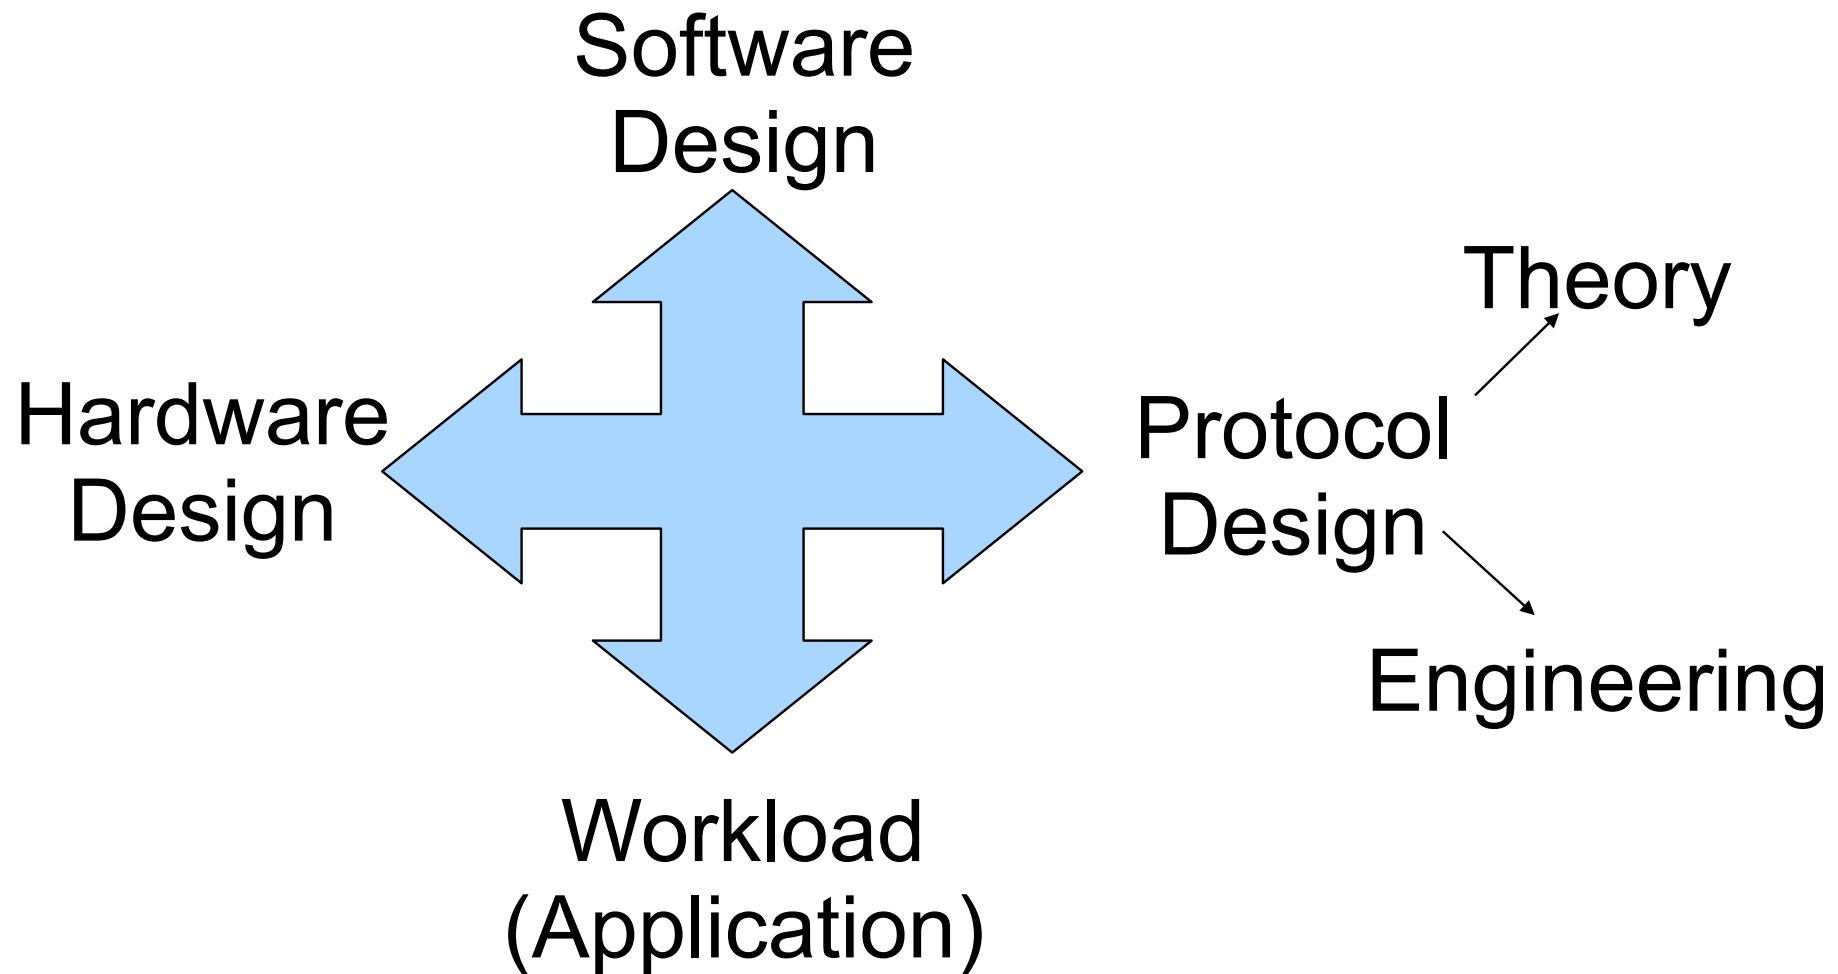 Software
Design
Theory
Hardware
Design
Protocol
Design
Engineering
Workload
(Application)